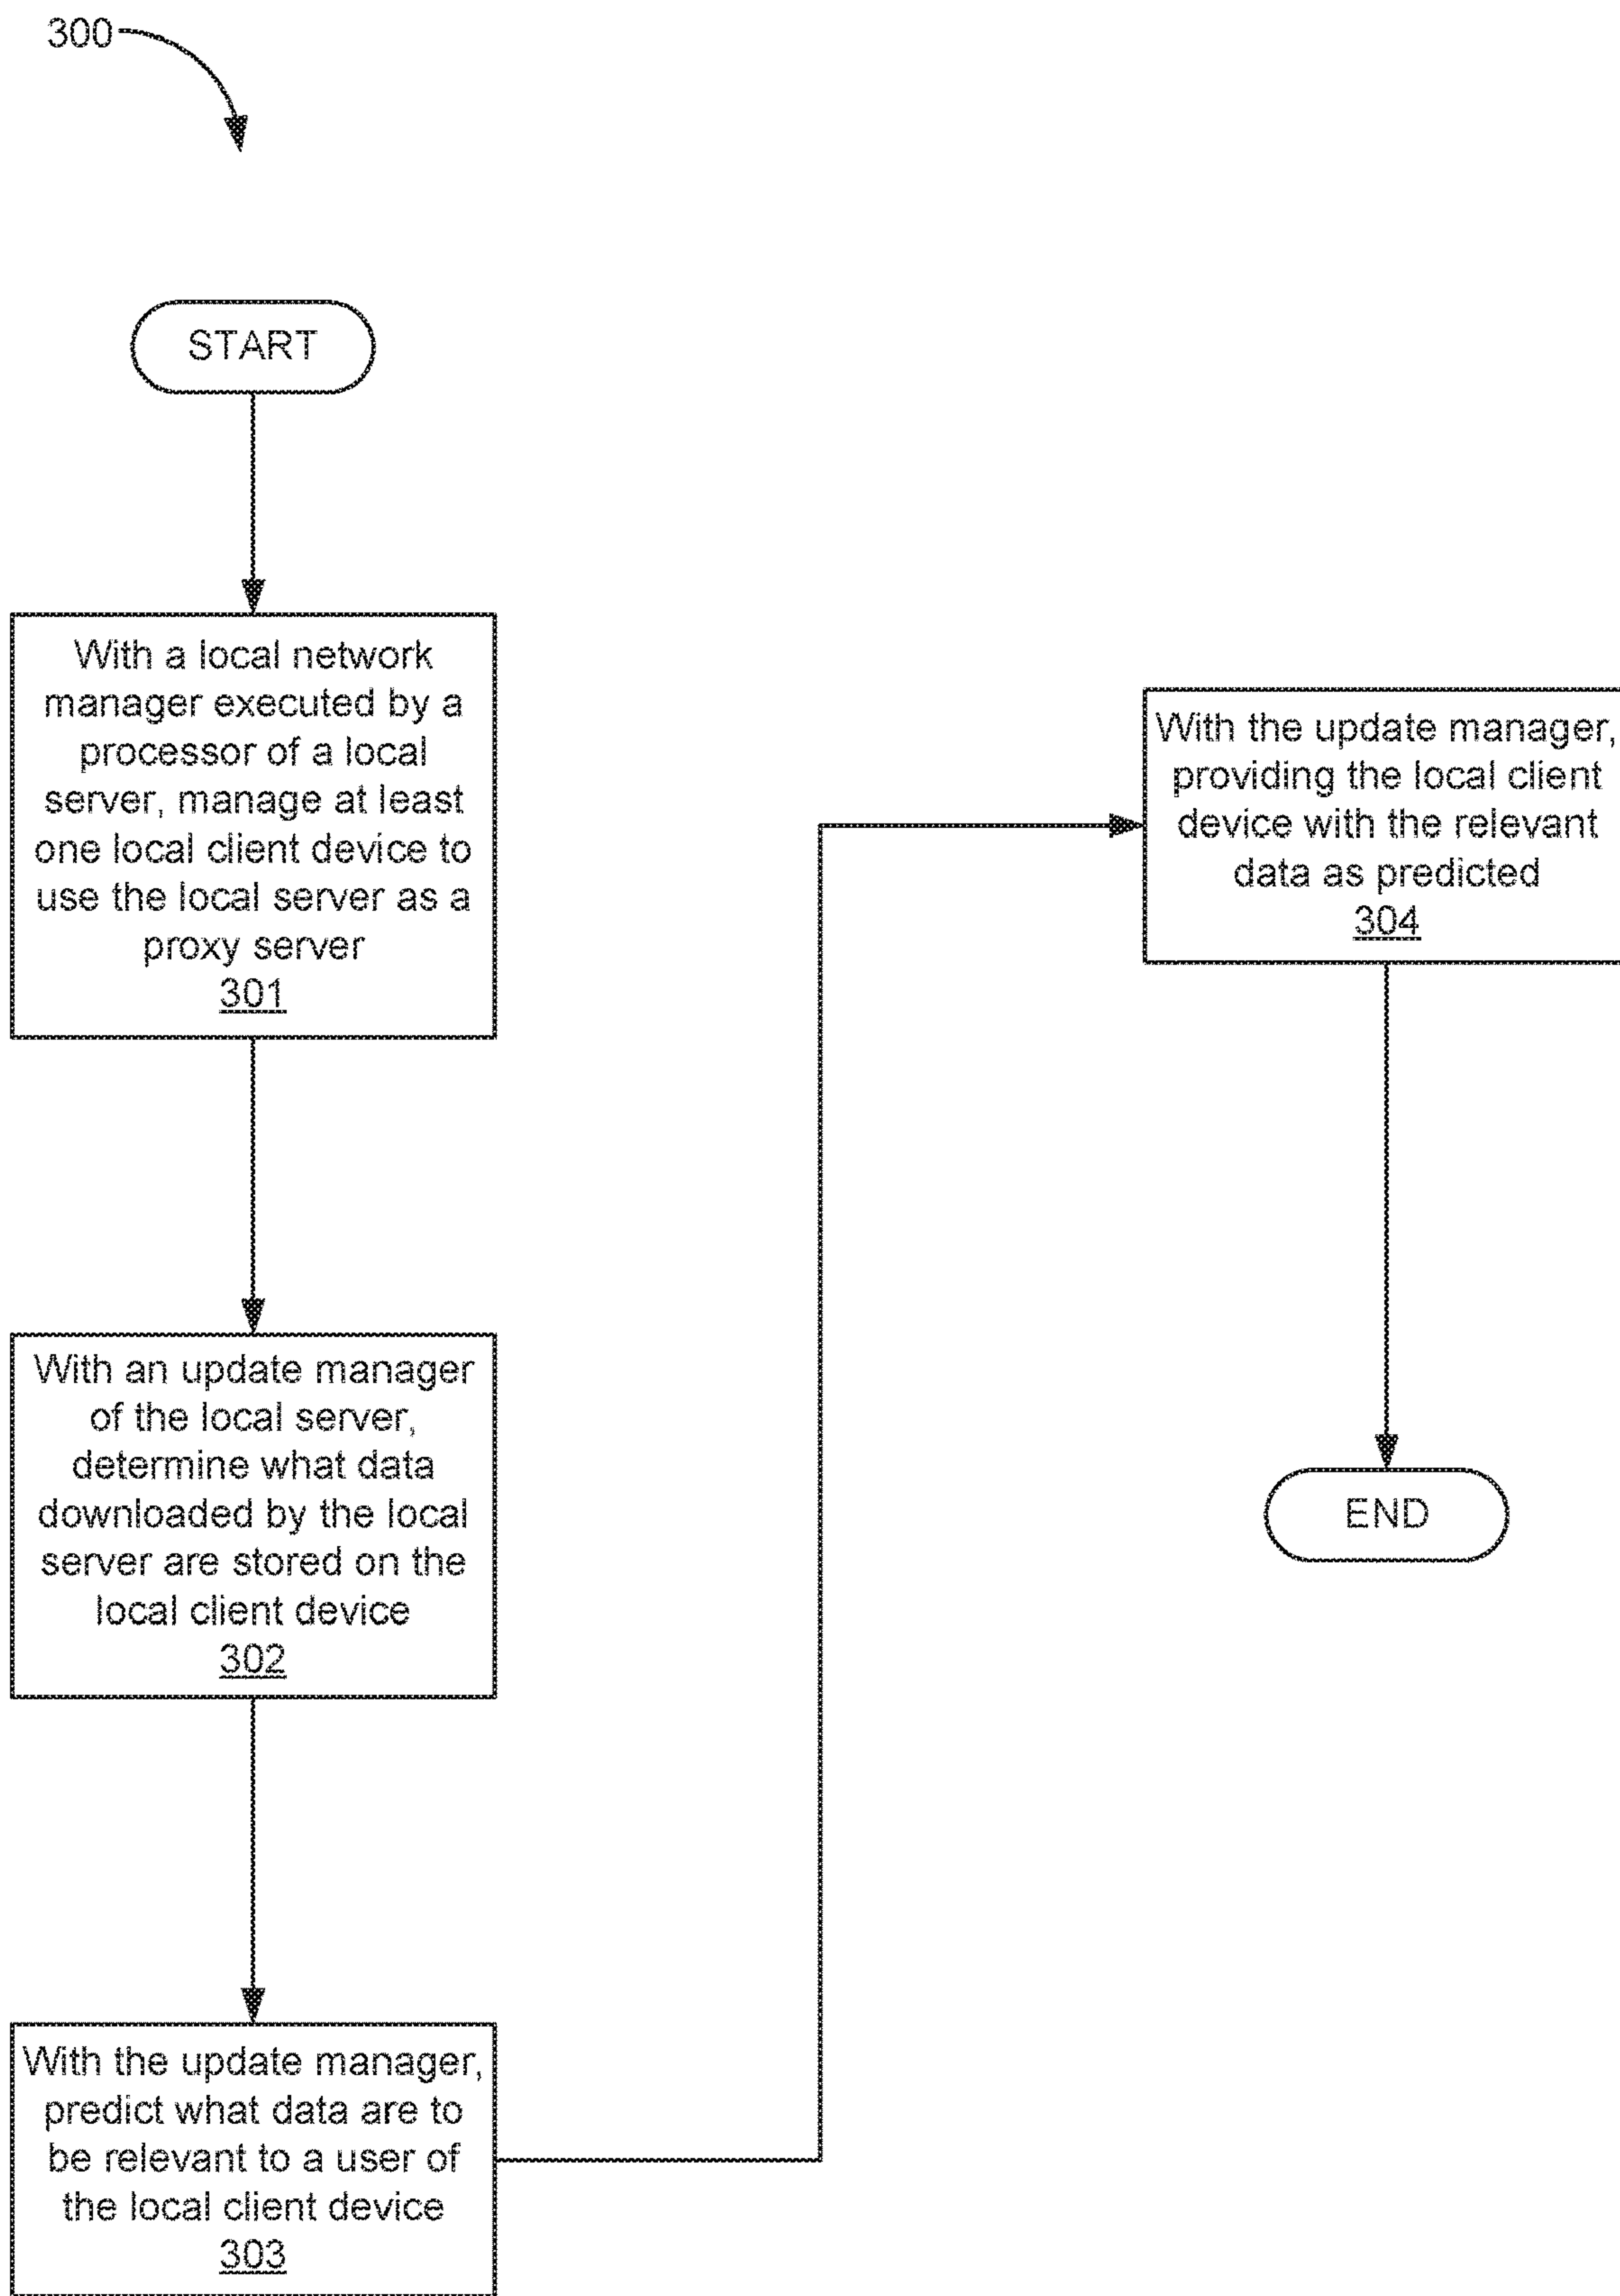 300
START
With a local network
manager executed by a
processor of a local
server, manage at least
one local client device to
use the local server as a
proxy server
301
With an update manager
of the local server,
determine what data
downloaded by the local
server are stored on the
local client device
302
With the update manager,
predict what data are to
be relevant to a user of
the local client device
303
With the update manager,
providing the local client
device with the relevant
data as predicted
304
END